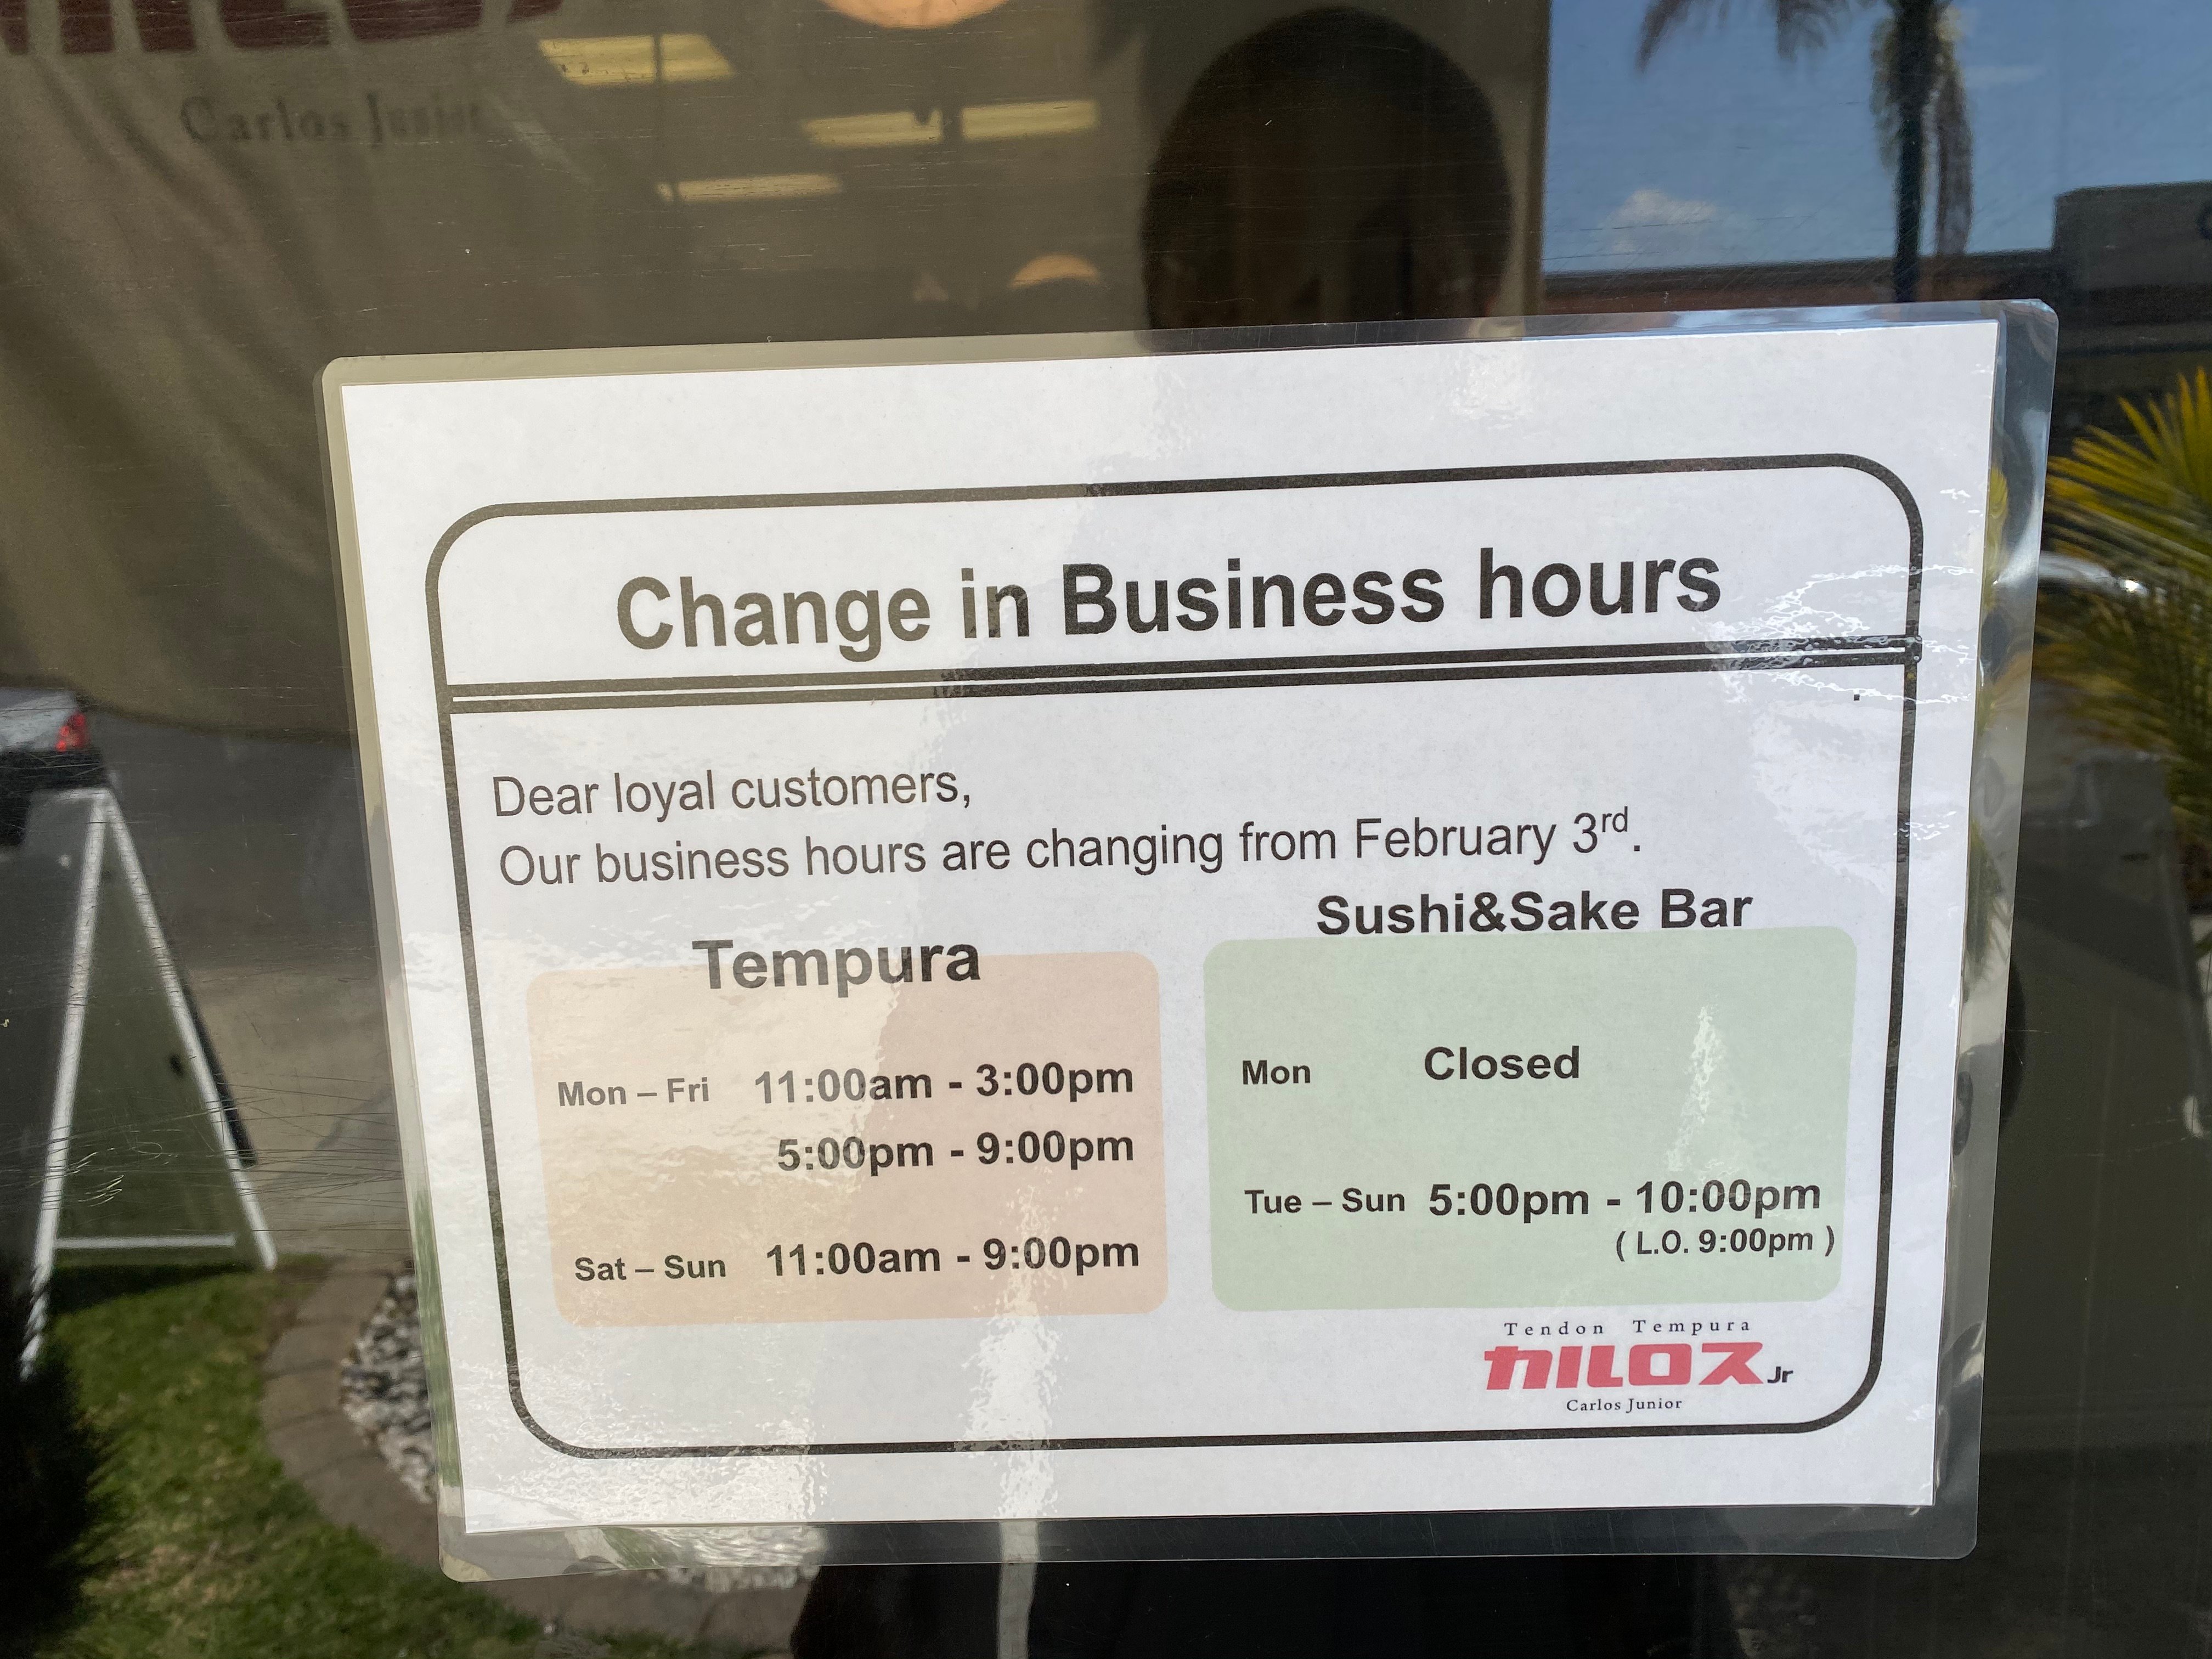 Carlos Junior
Change in Business hours
Dear loyal customers,
Our business hours are changing from February 3rd.
Tempura
Mon – Fri 11:00am - 3:00pm
5:00pm - 9:00pm
Sat – Sun 11:00am - 9:00pm
Sushi&Sake Bar
Mon Closed
Tue – Sun 5:00pm - 10:00pm
( L.O. 9:00pm )
Tendon Tempura
カルロス Jr
Carlos Junior